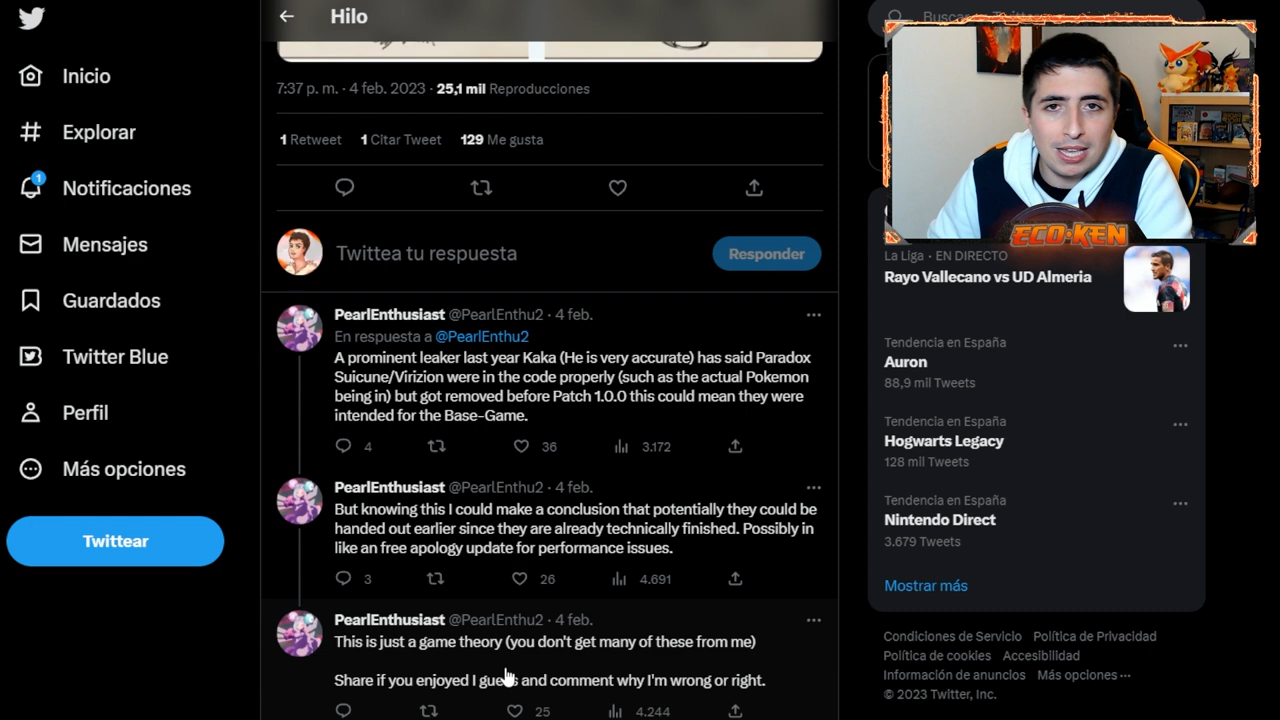 Hilo
Inicio
Explorar
1
Notificaciones
Mensajes
Guardados
Twitter Blue
Perfil
Más opciones
Twittear
7:37 p. m. · 4 feb. 2023 · 25,1 mil Reproducciones
1 Retweet 1 Citar Tweet 129 Me gusta
Twittea tu respuesta
Responder
PearlEnthusiast @PearlEnthu2 · 4 feb.
En respuesta a @PearlEnthu2
A prominent leaker last year Kaka (He is very accurate) has said Paradox
Suicune/Virizion were in the code properly (such as the actual Pokemon
being in) but got removed before Patch 1.0.0 this could mean they were
intended for the Base-Game.
4 36 3.172
PearlEnthusiast @PearlEnthu2 · 4 feb.
But knowing this I could make a conclusion that potentially they could be
handed out earlier since they are already technically finished. Possibly in
like an free apology update for performance issues.
3 26 4.691
PearlEnthusiast @PearlEnthu2 · 4 feb.
This is just a game theory (you don't get many of these from me)
Share if you enjoyed I guess and comment why I'm wrong or right.
25 4.244
ECO·KEN
La Liga · EN DIRECTO
Rayo Vallecano vs UD Almeria
Tendencia en España
Auron
88,9 mil Tweets
Tendencia en España
Hogwarts Legacy
128 mil Tweets
Tendencia en España
Nintendo Direct
3.679 Tweets
Mostrar más
Condiciones de Servicio Política de Privacidad
Política de cookies Accesibilidad
Información de anuncios Más opciones ···
© 2023 Twitter, Inc.